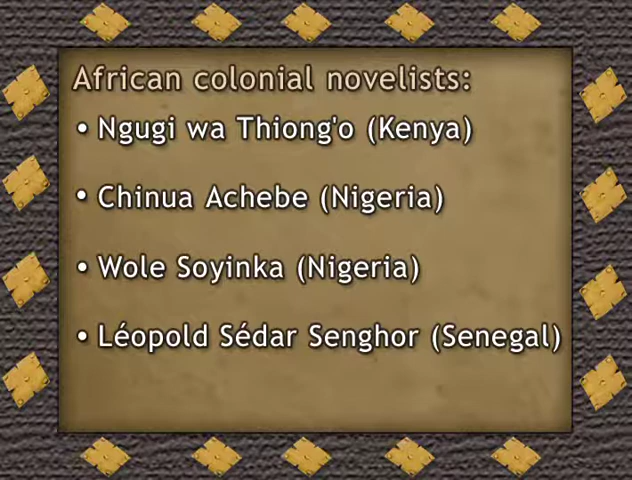 African colonial novelists:
• Ngugi wa Thiong'o (Kenya)
• Chinua Achebe (Nigeria)
• Wole Soyinka (Nigeria)
• Léopold Sédar Senghor (Senegal)